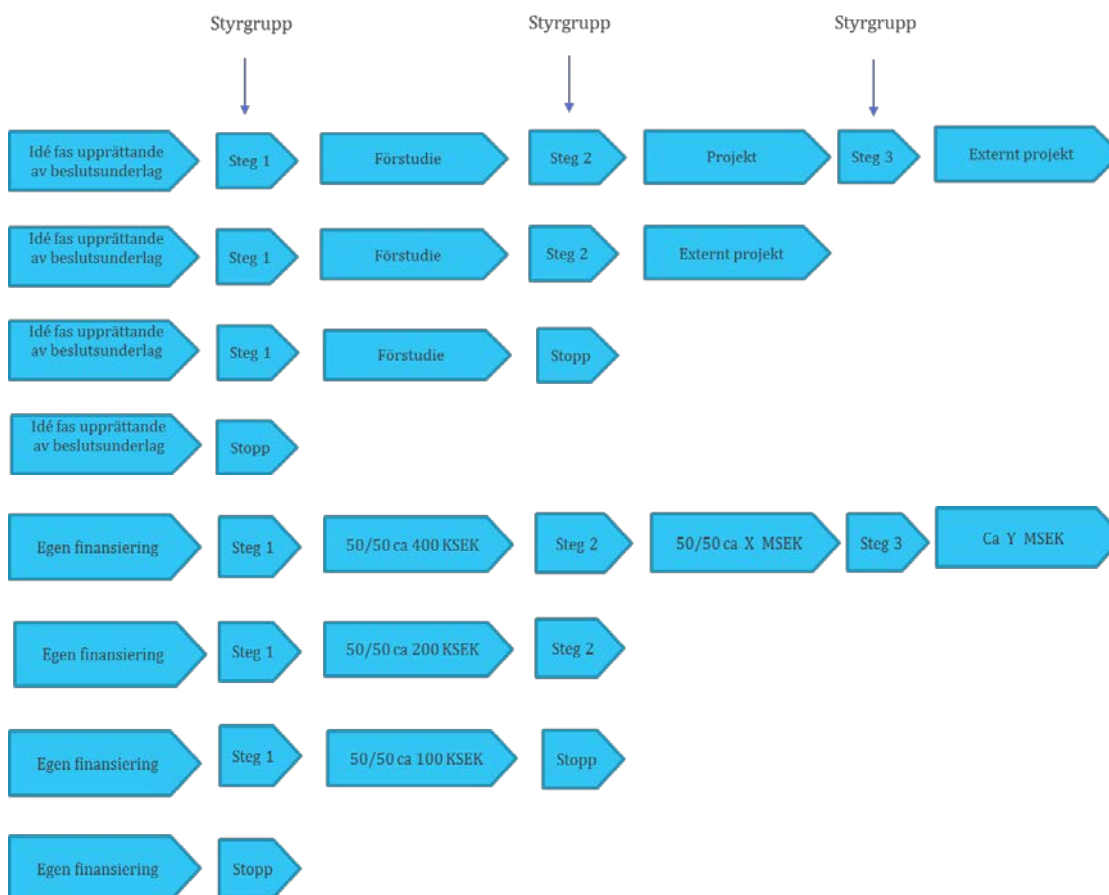 Styrgrupp
Styrgrupp
Styrgrupp
Idé fas upprättande
av beslutsunderlag
Steg 1
Förstudie
Steg 2
Projekt
Steg 3
Externt projekt
Idé fas upprättande
av beslutsunderlag
Steg 1
Förstudie
Steg 2
Externt projekt
Idé fas upprättande
av beslutsunderlag
Steg 1
Förstudie
Stopp
Idé fas upprättande
av beslutsunderlag
Stopp
Egen finansiering
Steg 1
50/50 ca 400 KSEK
Steg 2
50/50 ca X MSEK
Steg 3
Ca Y MSEK
Egen finansiering
Steg 1
50/50 ca 200 KSEK
Steg 2
Egen finansiering
Steg 1
50/50 ca 100 KSEK
Stopp
Egen finansiering
Stopp